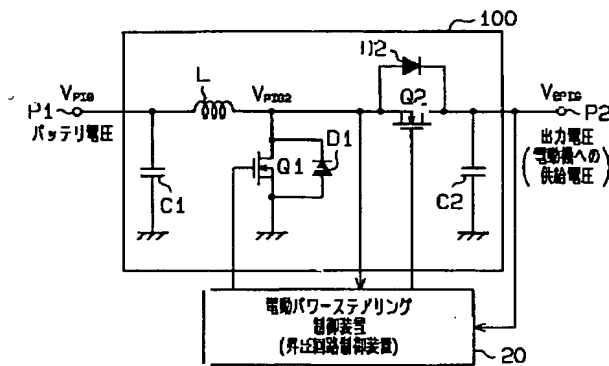 100
D2
L
VPIG
VPIG2
Q2
VBPIG
P1
P2
バッテリ電圧
出力電圧
(電動機への
供給電圧)
D1
Q1
C1
C2
電動パワーステアリング
制御装置
(昇圧回路制御装置)
20